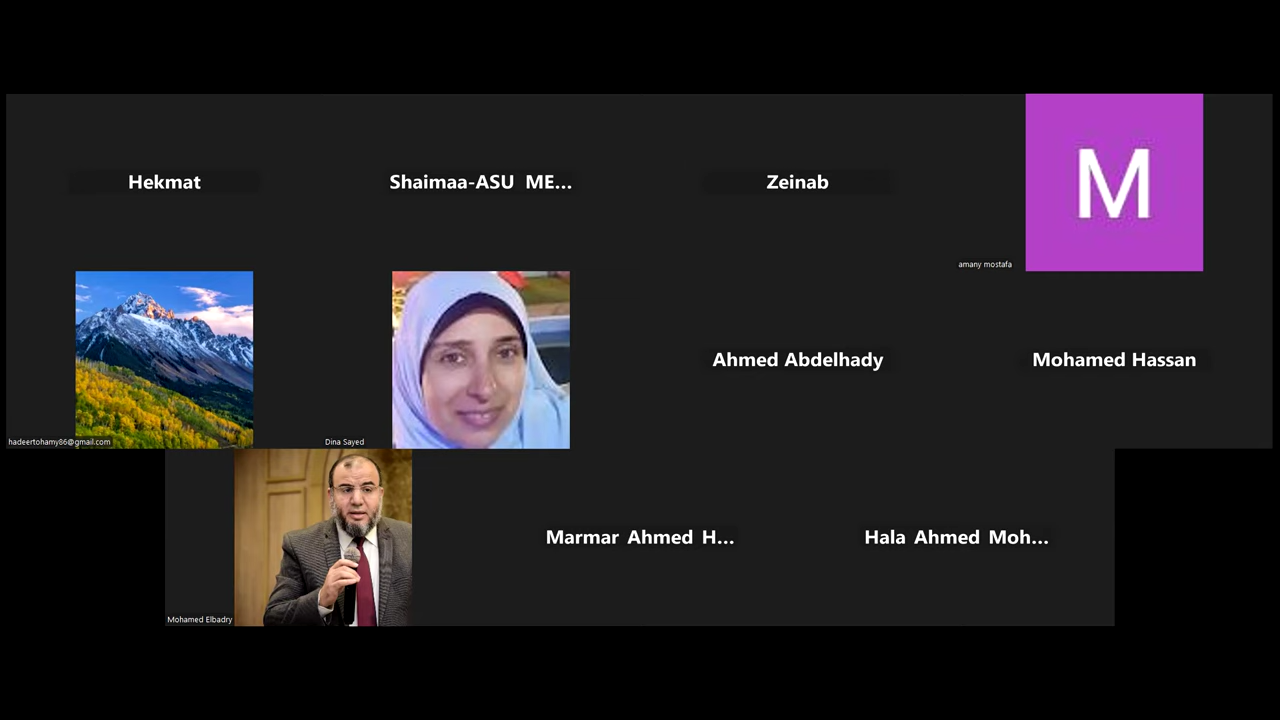 Hekmat
Shaimaa-ASU ME...
Zeinab
M
amany mostafa
hadeertohamy86@gmail.com
Dina Sayed
Ahmed Abdelhady
Mohamed Hassan
Mohamed Elbadry
Marmar Ahmed H...
Hala Ahmed Moh...